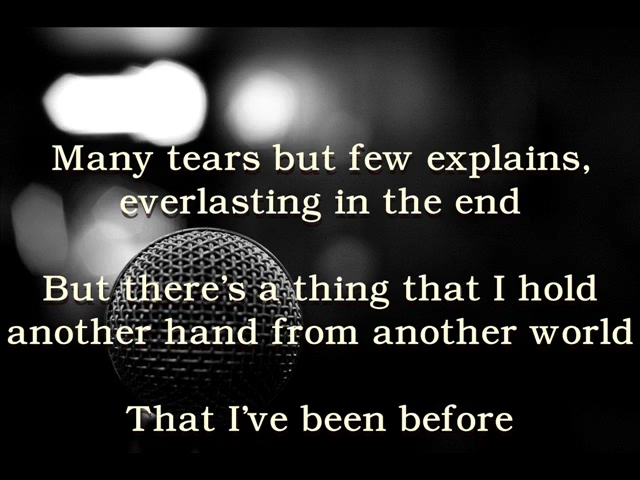 Many tears but few explains,
everlasting in the end
But there's a thing that I hold
another hand from another world
That I've been before